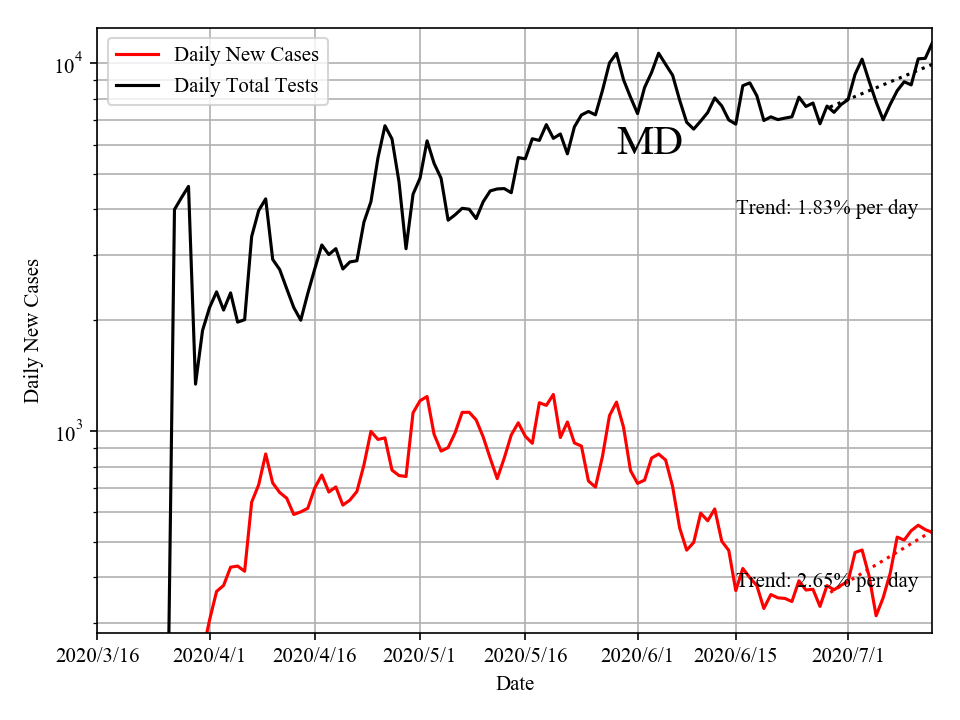 Daily New Cases
Daily Total Tests
10^4
MD
Trend: 1.83% per day
Daily New Cases
10^3
Trend: 2.65% per day
2020/3/16 2020/4/1 2020/4/16 2020/5/1 2020/5/16 2020/6/1 2020/6/15 2020/7/1
Date